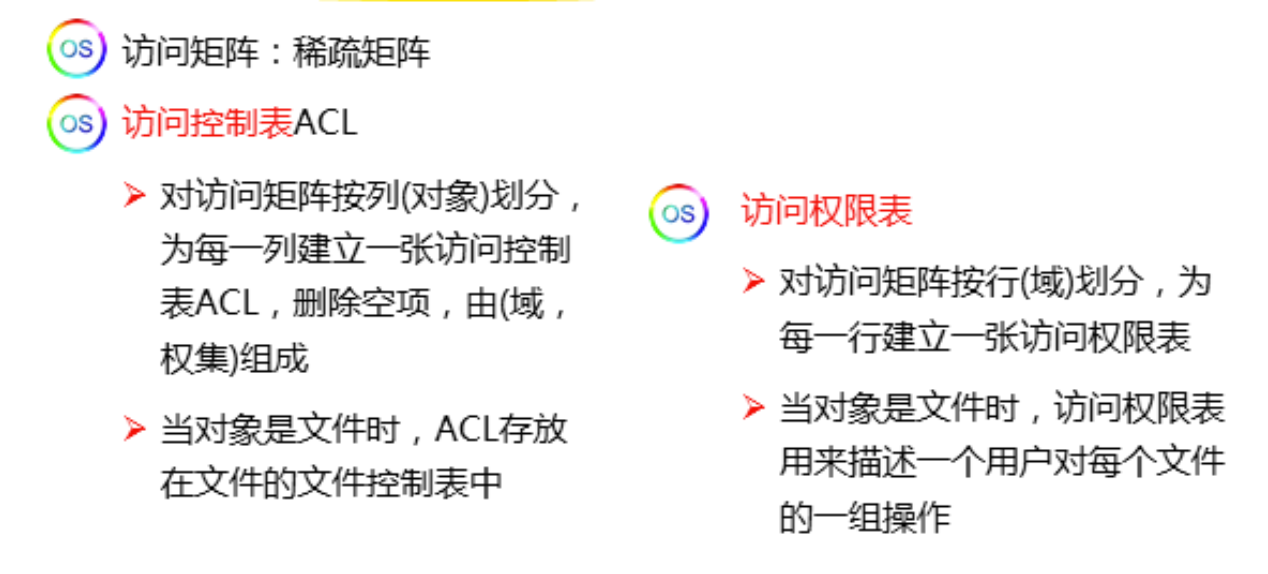 OS 访问矩阵：稀疏矩阵
OS 访问控制表ACL
➢ 对访问矩阵按列(对象)划分，
为每一列建立一张访问控制
表ACL，删除空项，由(域，
权集)组成
➢ 当对象是文件时，ACL存放
在文件的文件控制表中
OS 访问权限表
➢ 对访问矩阵按行(域)划分，为
每一行建立一张访问权限表
➢ 当对象是文件时，访问权限表
用来描述一个用户对每个文件
的一组操作